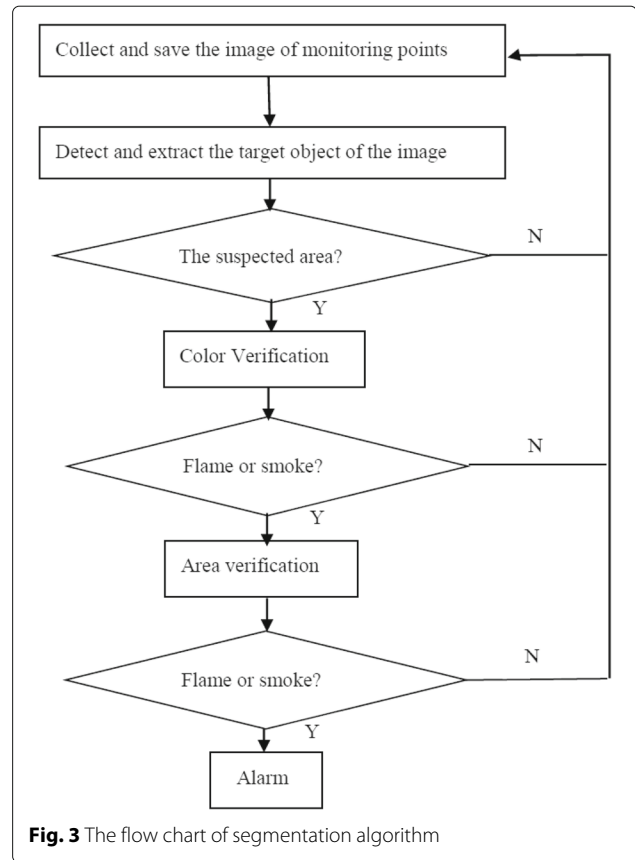 Collect and save the image of monitoring points
Detect and extract the target object of the image
The suspected area?
N
Y
Color Verification
Flame or smoke?
N
Y
Area verification
Flame or smoke?
N
Y
Alarm
Fig. 3 The flow chart of segmentation algorithm